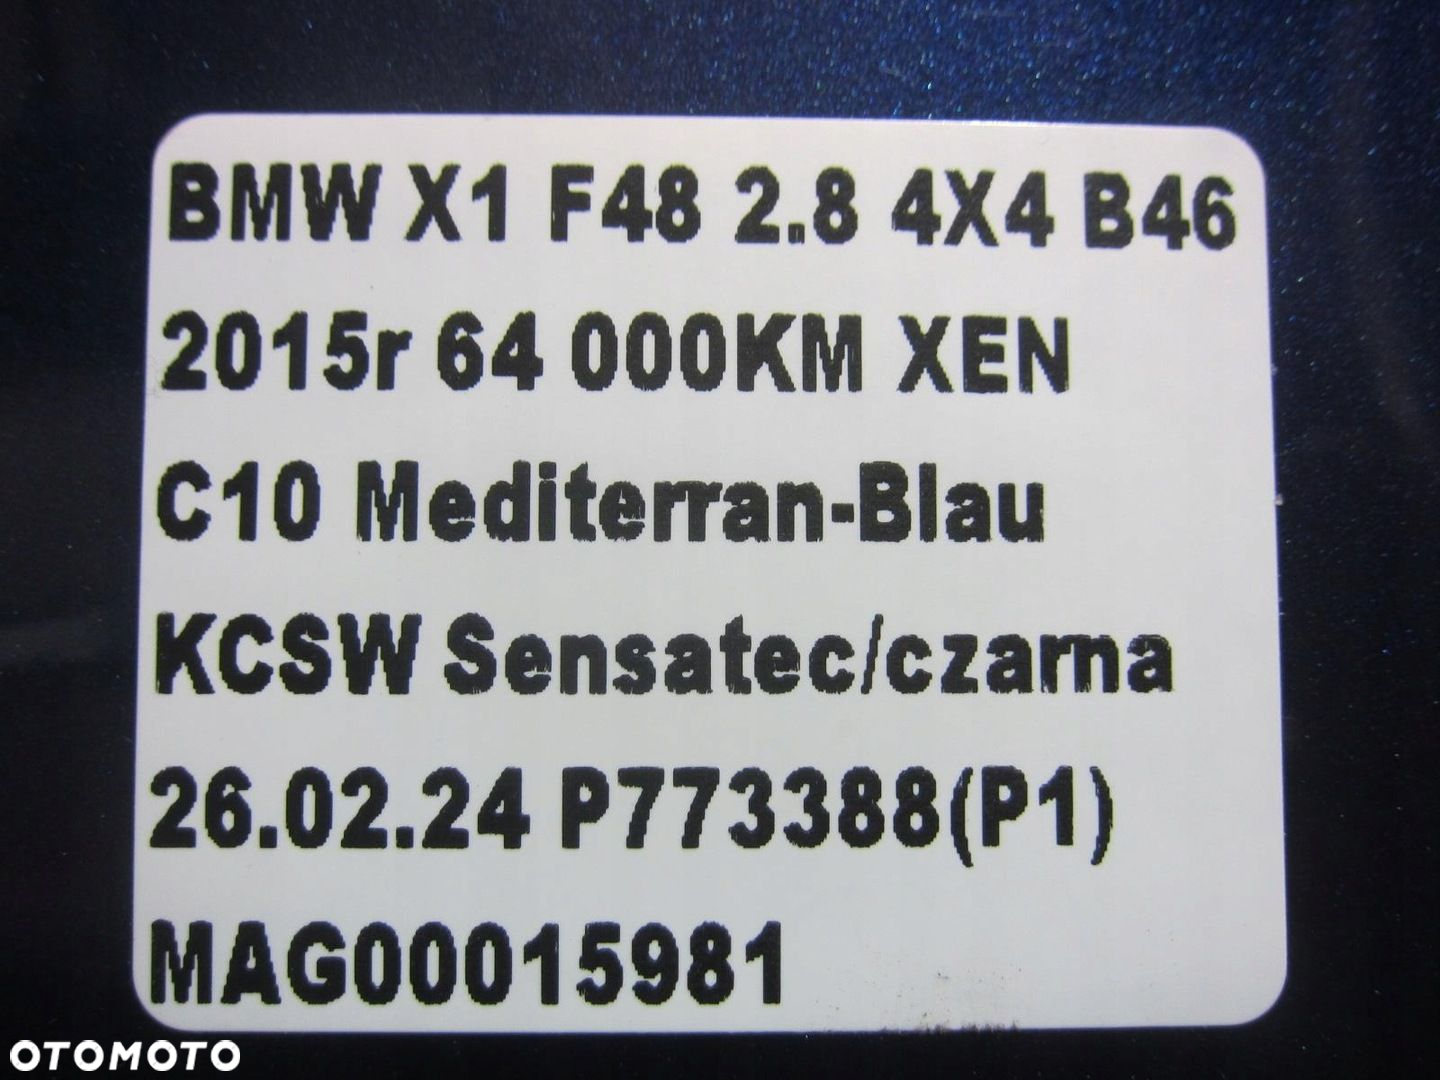 BMW X1 F48 2.8 4X4 B46
2015r 64 000KM XEN
C10 Mediterran-Blau
KCSW Sensatec/czarna
26.02.24 P773388(P1)
MAG00015981
OTOMOTO